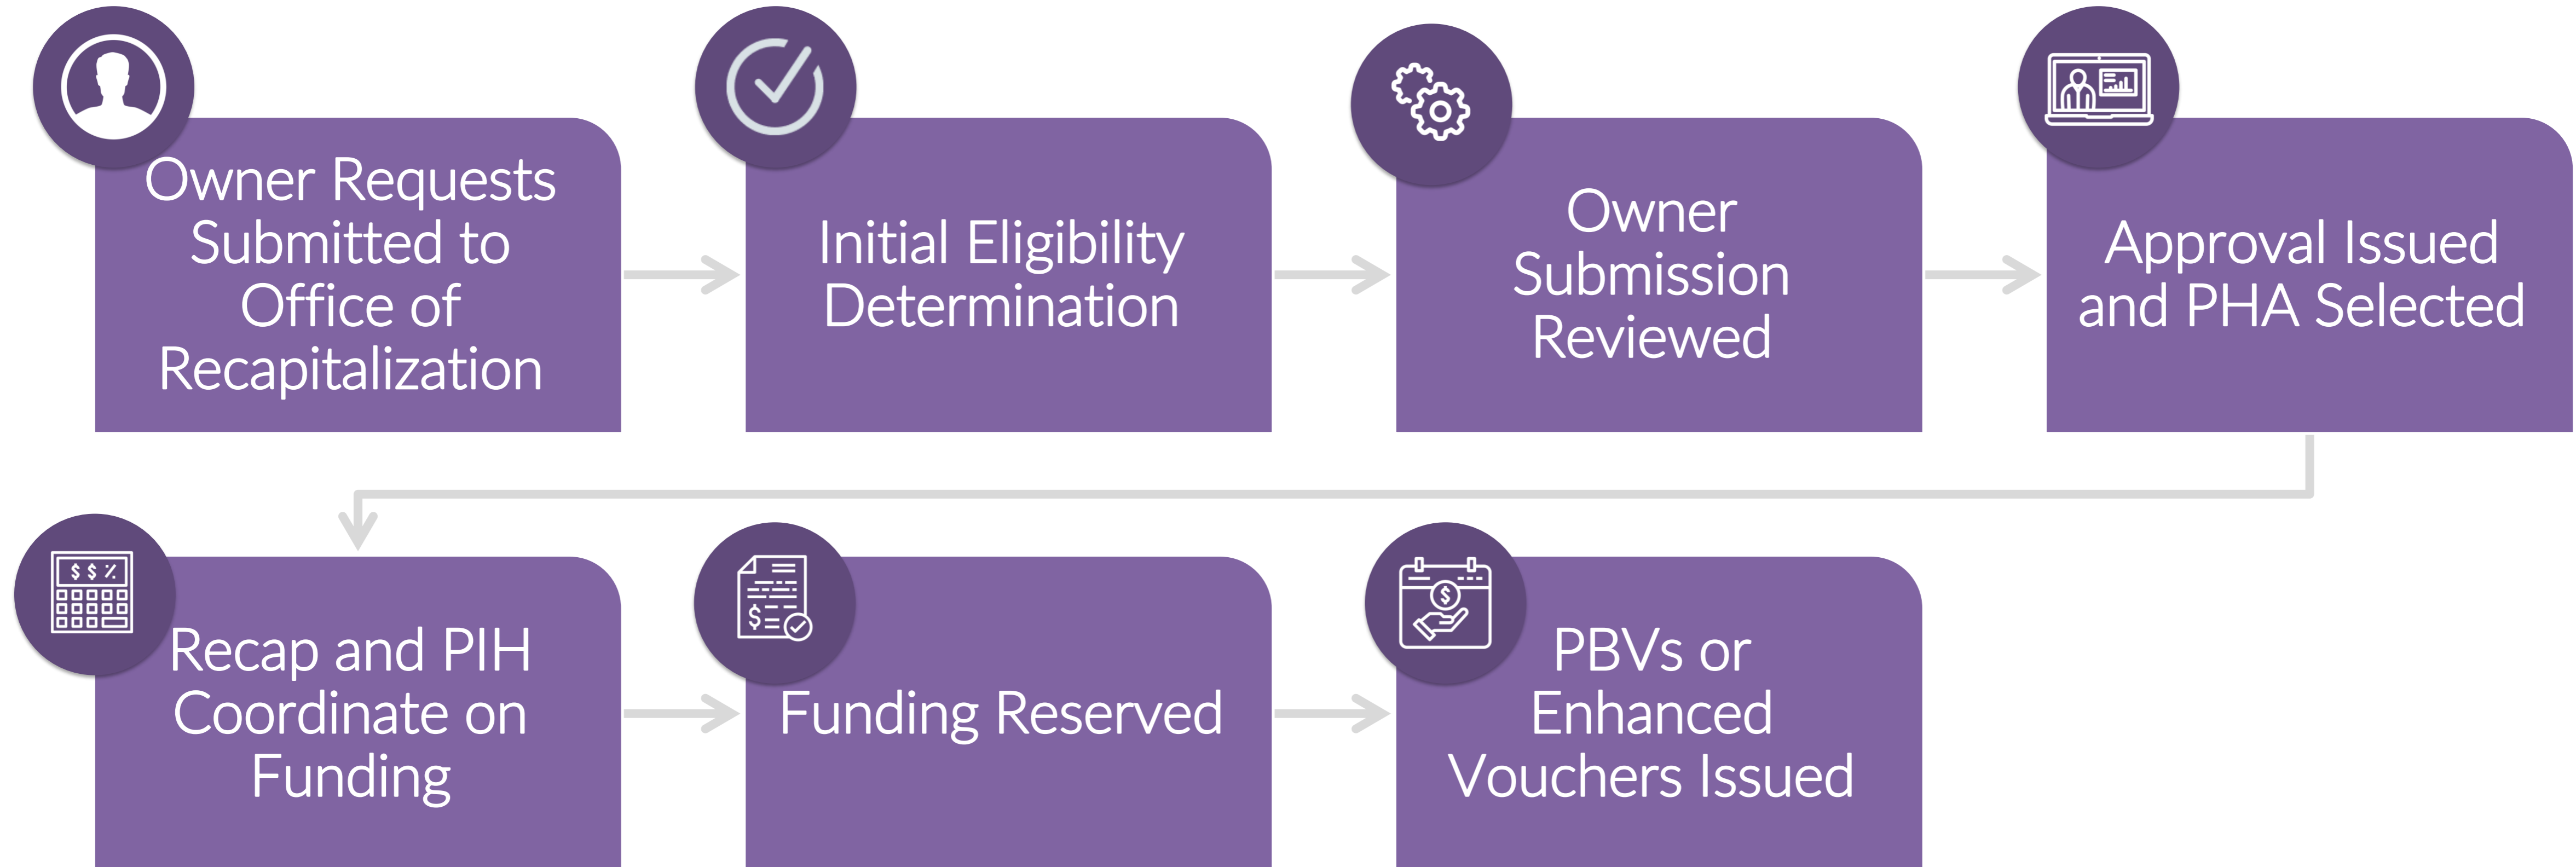 Owner Requests
Submitted to
Office of
Recapitalization
Initial Eligibility
Determination
Owner
Submission
Reviewed
Approval Issued
and PHA Selected
$ $ %
Recap and PIH
Coordinate on
Funding
$
Funding Reserved
$
PBVs or
Enhanced
Vouchers Issued